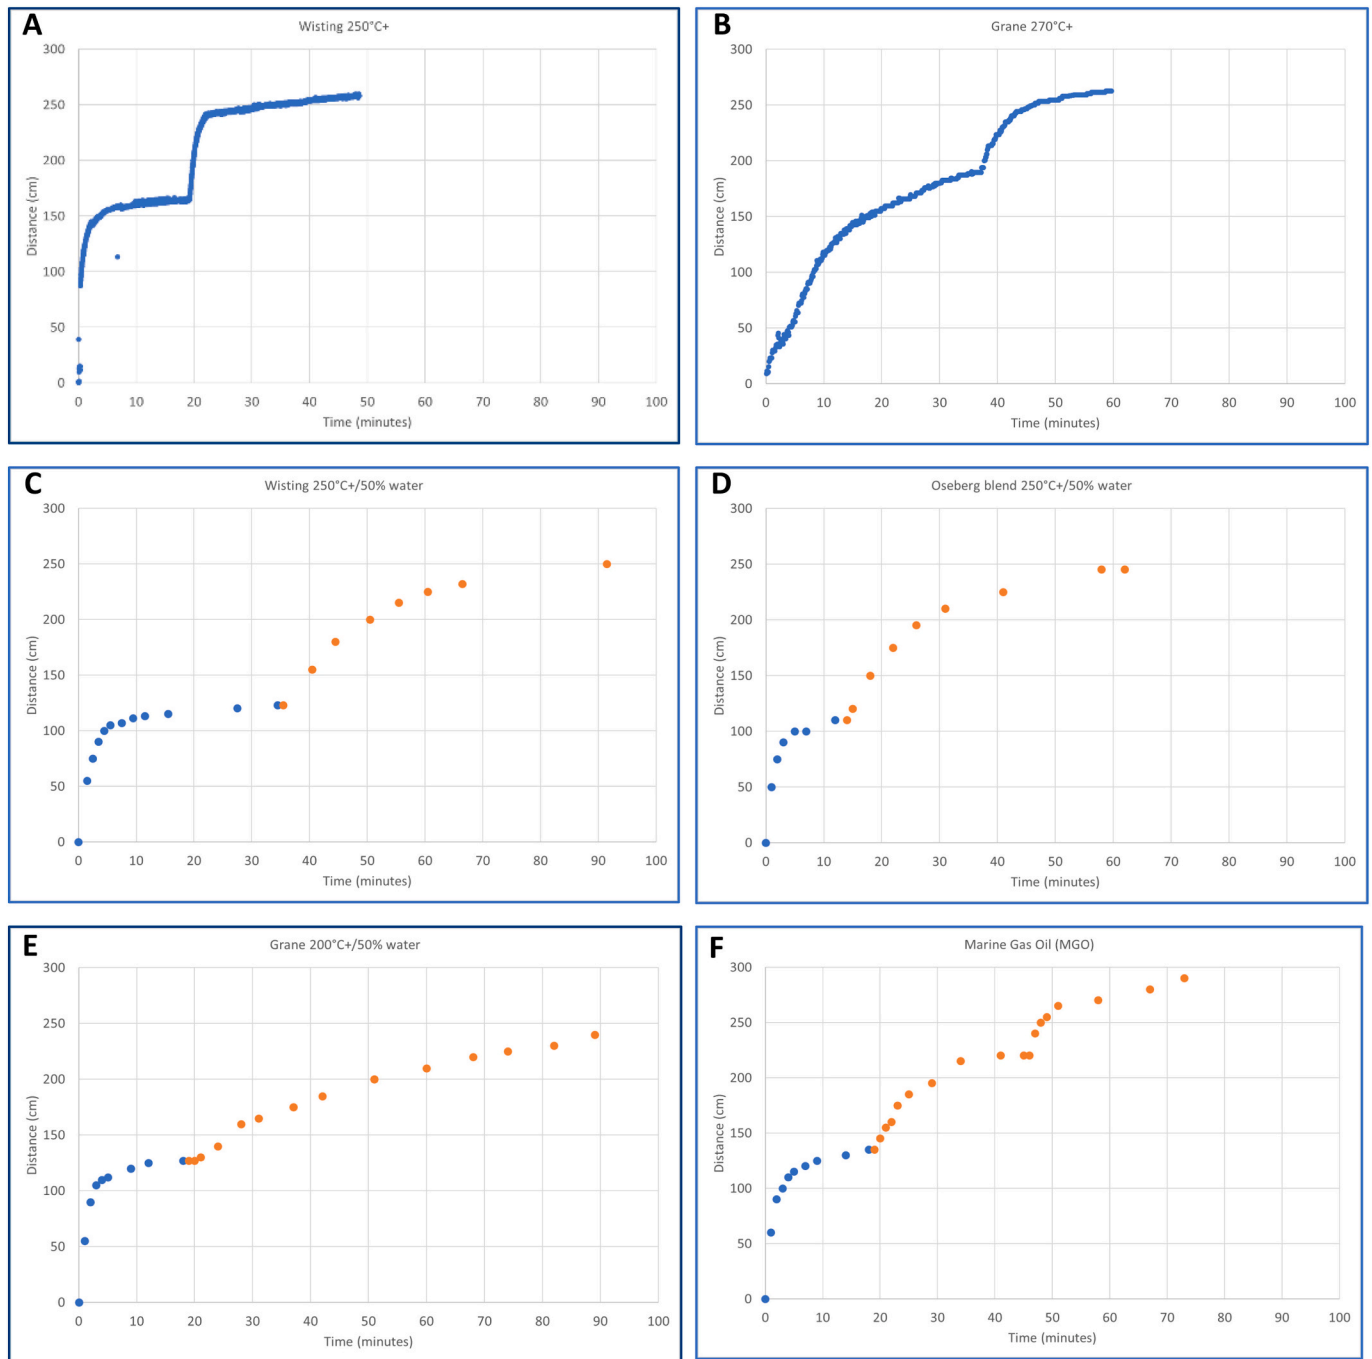 A
Wisting 250°C+
300
250
200
150
100
50
0
Distance (cm)
0 10 20 30 40 50 60 70 80 90 100
Time (minutes)
B
Grane 270°C+
300
250
200
150
100
50
0
Distance (cm)
0 10 20 30 40 50 60 70 80 90 100
Time (minutes)
C
Wisting 250°C+/50% water
300
250
200
150
100
50
0
Distance (cm)
0 10 20 30 40 50 60 70 80 90 100
Time (minutes)
D
Oseberg blend 250°C+/50% water
300
250
200
150
100
50
0
Distance (cm)
0 10 20 30 40 50 60 70 80 90 100
Time (minutes)
E
Grane 200°C+/50% water
300
250
200
150
100
50
0
Distance (cm)
0 10 20 30 40 50 60 70 80 90 100
Time (minutes)
F
Marine Gas Oil (MGO)
300
250
200
150
100
50
0
Distance (cm)
0 10 20 30 40 50 60 70 80 90 100
Time (minutes)